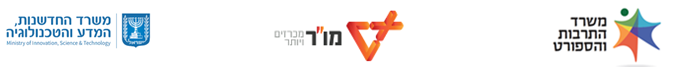 משרד התרבות
והספורט
מו"ר מכרזים
ויותר
משרד החדשנות,
המדע והטכנולוגיה
Ministry of Innovation, Science & Technology